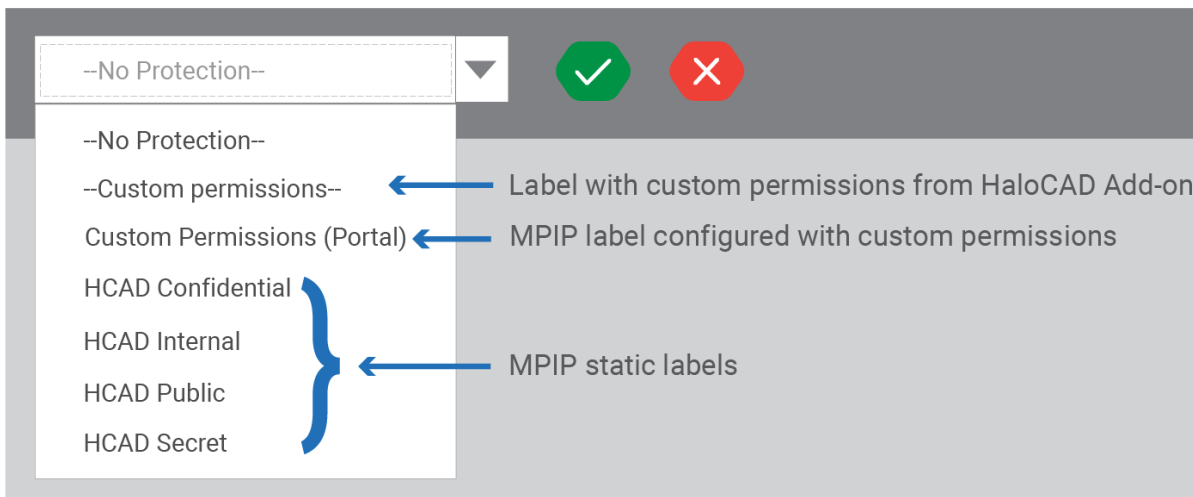 --No Protection--
--No Protection--
--Custom permissions--
Label with custom permissions from HaloCAD Add-on
Custom Permissions (Portal)
MPIP label configured with custom permissions
HCAD Confidential
HCAD Internal
MPIP static labels
HCAD Public
HCAD Secret